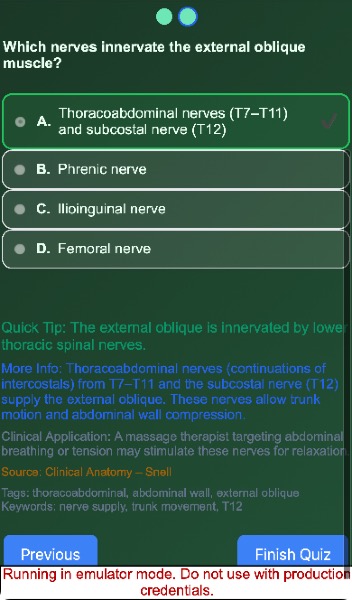 Which nerves innervate the external oblique
muscle?
A. Thoracoabdominal nerves (T7–T11)
and subcostal nerve (T12)
B. Phrenic nerve
C. Ilioinguinal nerve
D. Femoral nerve
Quick Tip: The external oblique is innervated by lower
thoracic spinal nerves.
More Info: Thoracoabdominal nerves (continuations of
intercostals) from T7–T11 and the subcostal nerve (T12)
supply the external oblique. These nerves allow trunk
motion and abdominal wall compression.
Clinical Application: A massage therapist targeting abdominal
breathing or tension may stimulate these nerves for relaxation.
Source: Clinical Anatomy – Snell
Tags: thoracoabdominal, abdominal wall, external oblique
Keywords: nerve supply, trunk movement, T12
Previous
Finish Quiz
Running in emulator mode. Do not use with production
credentials.